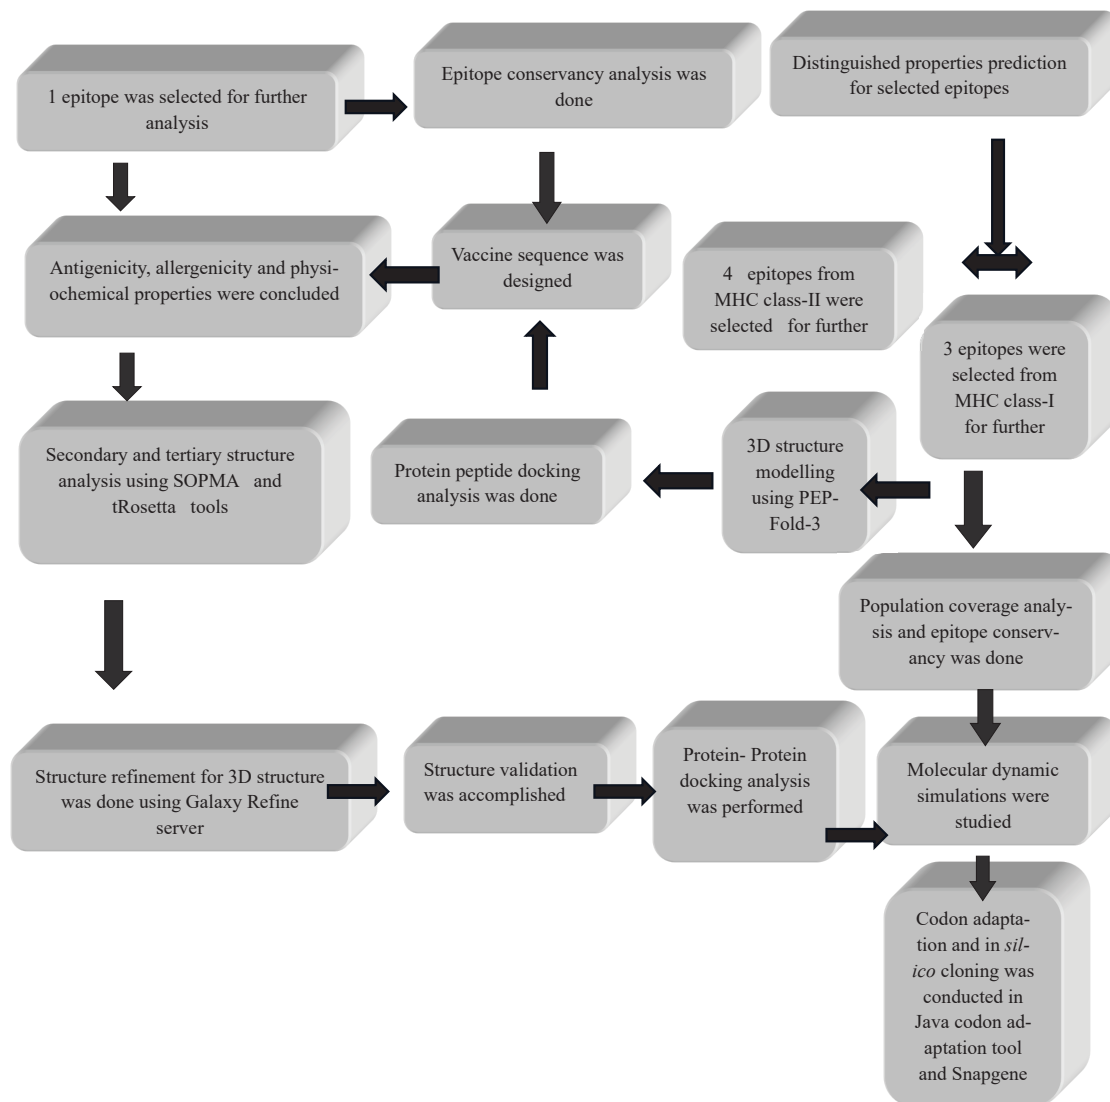 1 epitope was selected for further
analysis
Epitope conservancy analysis was
done
Distinguished properties prediction
for selected epitopes
Antigenicity, allergenicity and physi-
ochemical properties were concluded
Vaccine sequence was
designed
4 epitopes from
MHC class-II were
selected for further
3 epitopes were
selected from
MHC class-I
for further
Secondary and tertiary structure
analysis using SOPMA and
tRosetta tools
Protein peptide docking
analysis was done
3D structure
modelling
using PEP-
Fold-3
Population coverage analy-
sis and epitope conserv-
ancy was done
Structure refinement for 3D structure
was done using Galaxy Refine
server
Structure validation
was accomplished
Protein- Protein
docking analysis
was performed
Molecular dynamic
simulations were
studied
Codon adapta-
tion and in sil-
ico cloning was
conducted in
Java codon ad-
aptation tool
and Snapgene